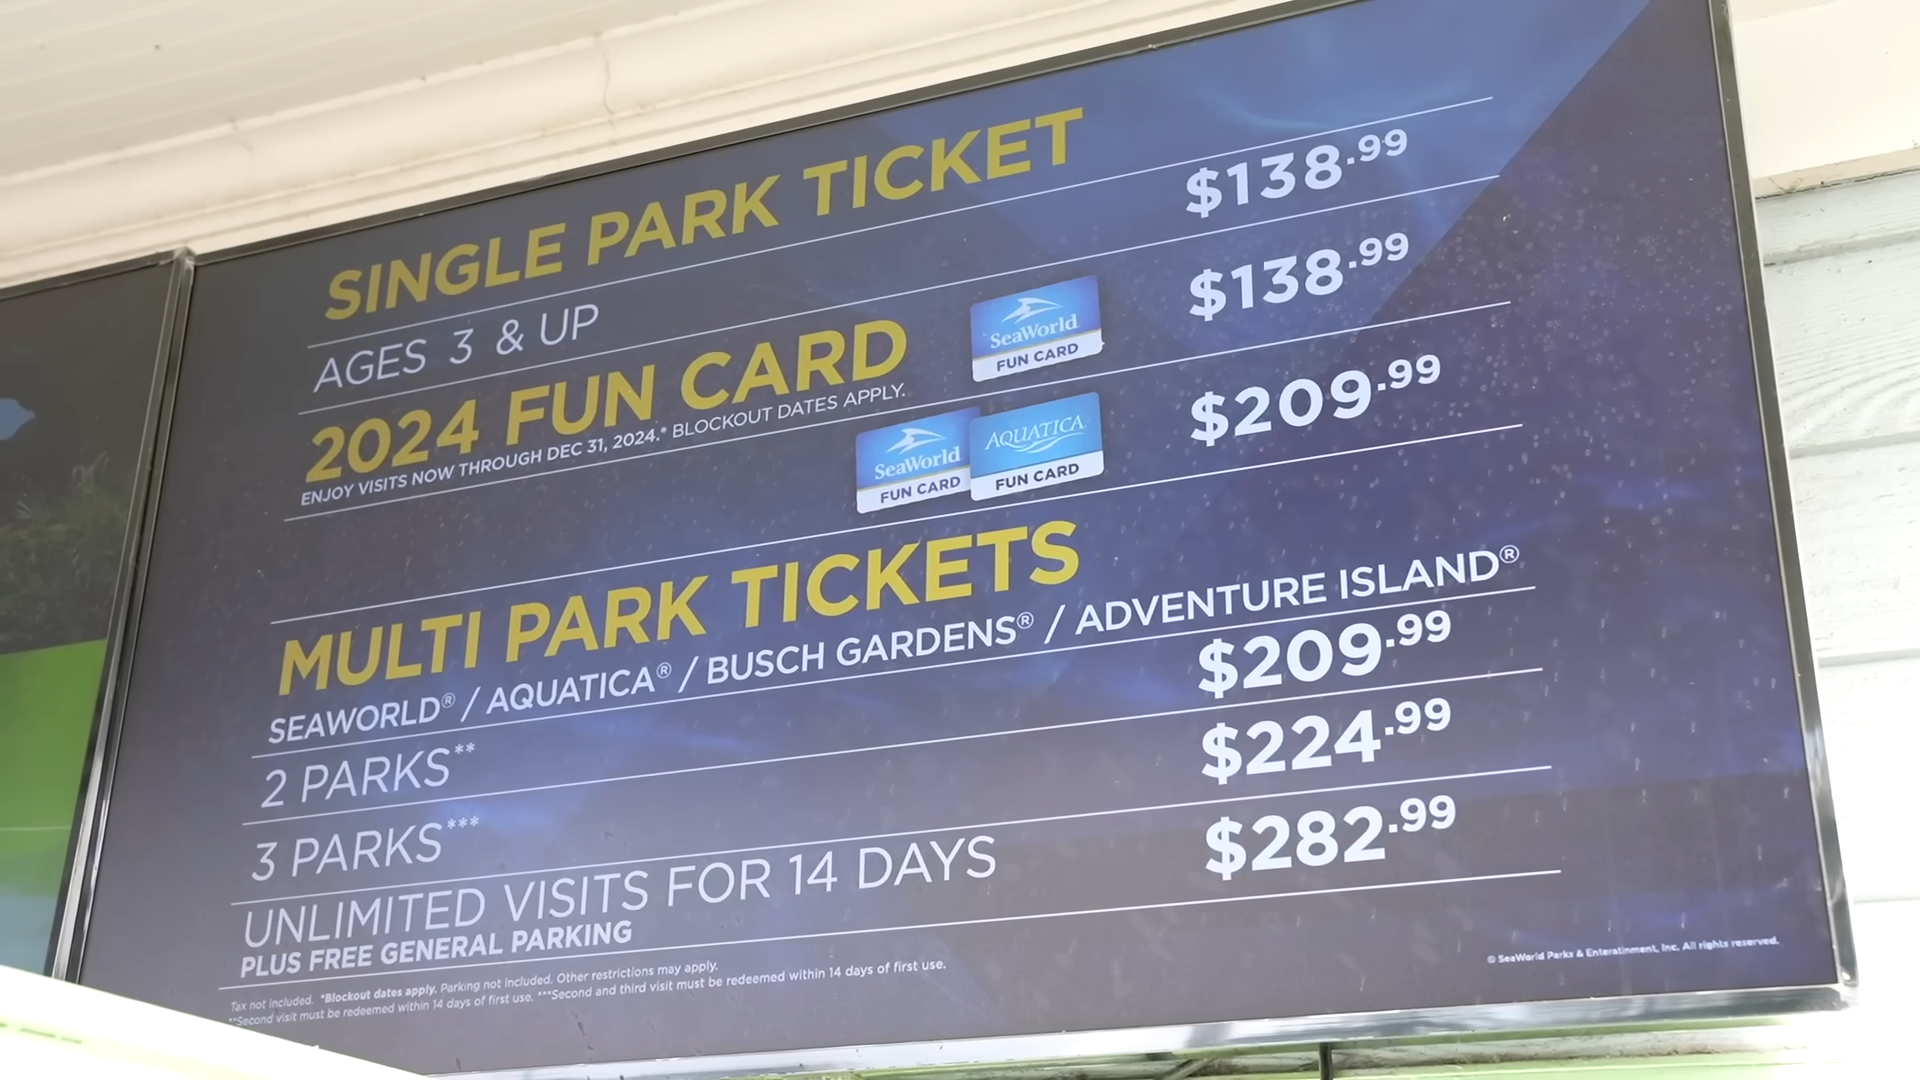 SINGLE PARK TICKET
AGES 3 & UP $138.99
2024 FUN CARD SeaWorld FUN CARD $138.99
ENJOY VISITS NOW THROUGH DEC 31, 2024.* BLOCKOUT DATES APPLY.
SeaWorld FUN CARD AQUATICA FUN CARD $209.99
MULTI PARK TICKETS
SEAWORLD® / AQUATICA® / BUSCH GARDENS® / ADVENTURE ISLAND®
2 PARKS** $209.99
3 PARKS*** $224.99
UNLIMITED VISITS FOR 14 DAYS $282.99
PLUS FREE GENERAL PARKING
Tax not included. *Blockout dates apply. Parking not included. Other restrictions may apply.
**Second visit must be redeemed within 14 days of first use. ***Second and third visit must be redeemed within 14 days of first use.
© SeaWorld Parks & Enteratinment, Inc. All rights reserved.